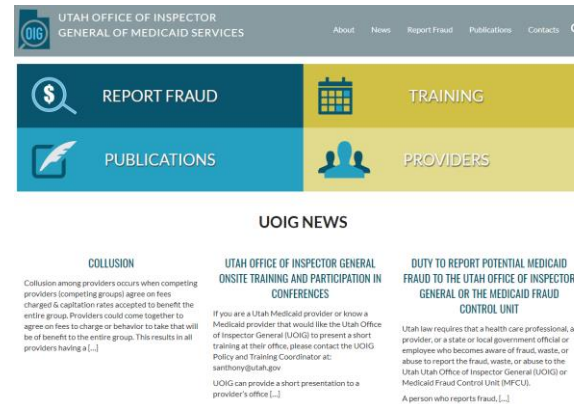 UTAH OFFICE OF INSPECTOR
GENERAL OF MEDICAID SERVICES
OIG
About News Report Fraud Publications Contacts
$ REPORT FRAUD
TRAINING
PUBLICATIONS
PROVIDERS
UOIG NEWS
COLLUSION
Collusion among providers occurs when competing
providers (competing groups) agree on fees
charged & capitation rates accepted to benefit the
entire group. Providers could come together to
agree on fees to charge or behavior to take that will
be of benefit to the entire group. This results in all
providers having a [...]
UTAH OFFICE OF INSPECTOR GENERAL
ONSITE TRAINING AND PARTICIPATION IN
CONFERENCES
If you are a Utah Medicaid provider or know a
Medicaid provider that would like the Utah Office
of Inspector General (UOIG) to present a short
training at their office, please contact the UOIG
Policy and Training Coordinator at:
santhony@utah.gov
UOIG can provide a short presentation to a
provider's office [...]
DUTY TO REPORT POTENTIAL MEDICAID
FRAUD TO THE UTAH OFFICE OF INSPECTOR
GENERAL OR THE MEDICAID FRAUD
CONTROL UNIT
Utah law requires that a health care professional, a
provider, or a state or local government official or
employee who becomes aware of fraud, waste, or
abuse to report the fraud, waste, or abuse to the
Utah Utah Office of Inspector General (UOIG) or
Medicaid Fraud Control Unit (MFCU).
A person who reports fraud, [...]